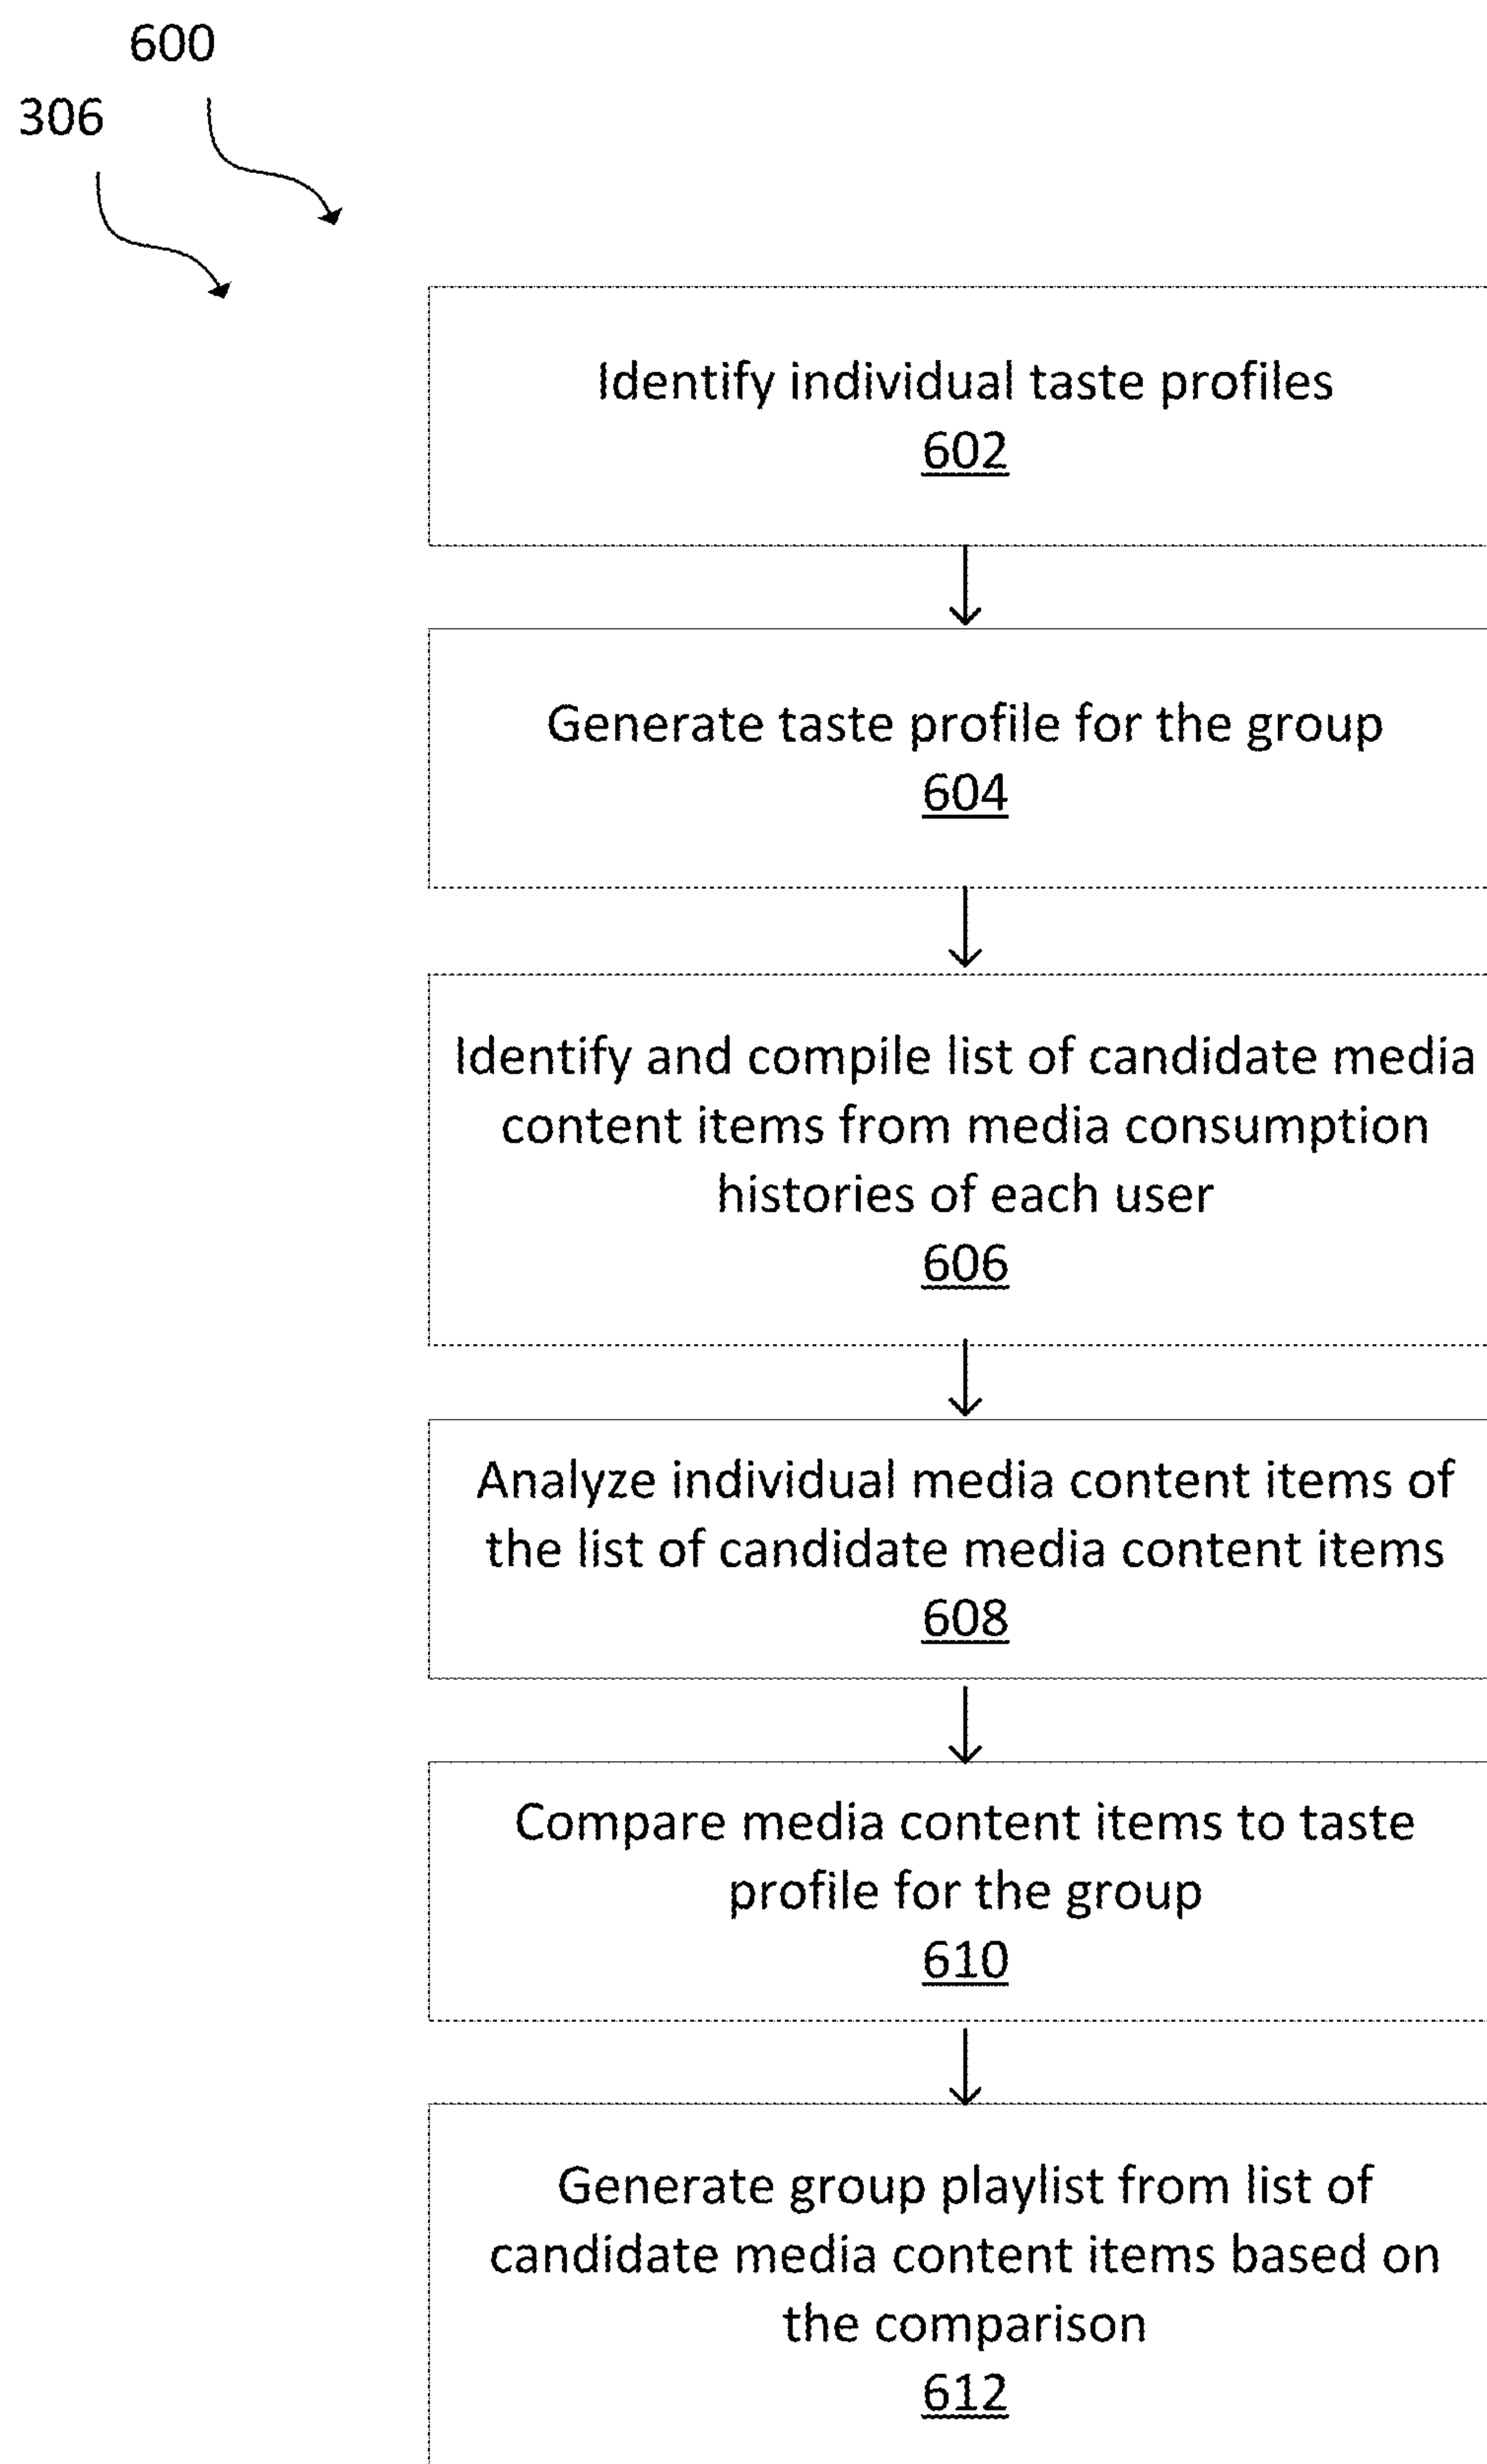 600
306
Identify individual taste profiles
602
Generate taste profile for the group
604
Identify and compile list of candidate media
content items from media consumption
histories of each user
606
Analyze individual media content items of
the list of candidate media content items
608
Compare media content items to taste
profile for the group
610
Generate group playlist from list of
candidate media content items based on
the comparison
612